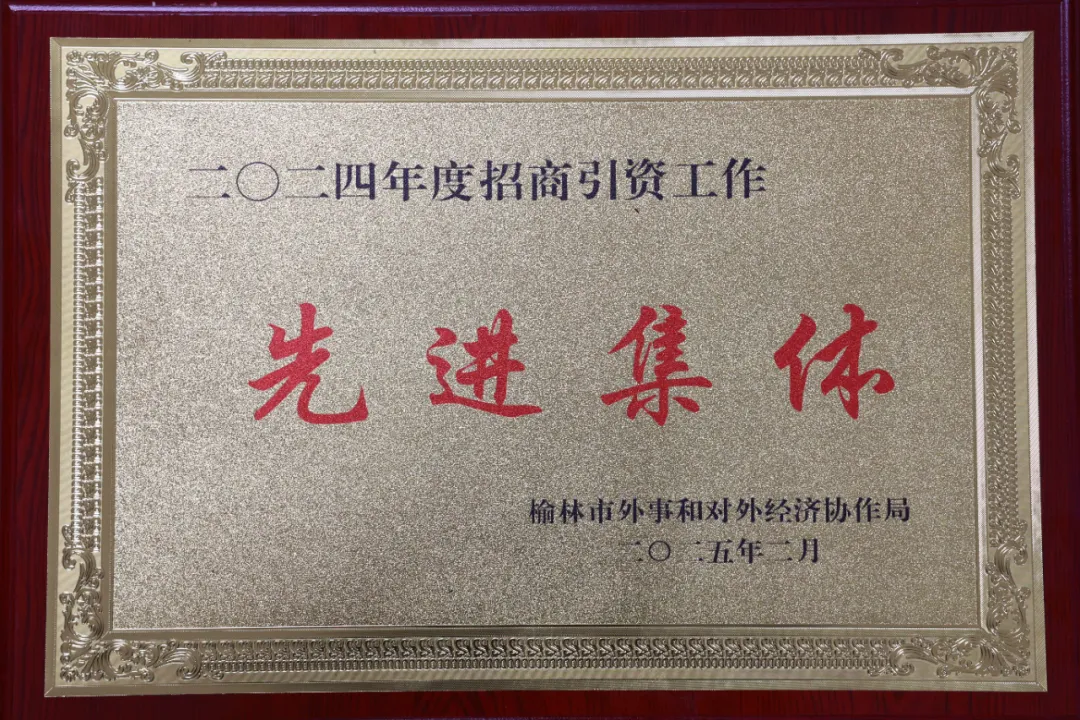 二〇二四年度招商引资工作
先进集体
榆林市外事和对外经济协作局
二〇二五年二月